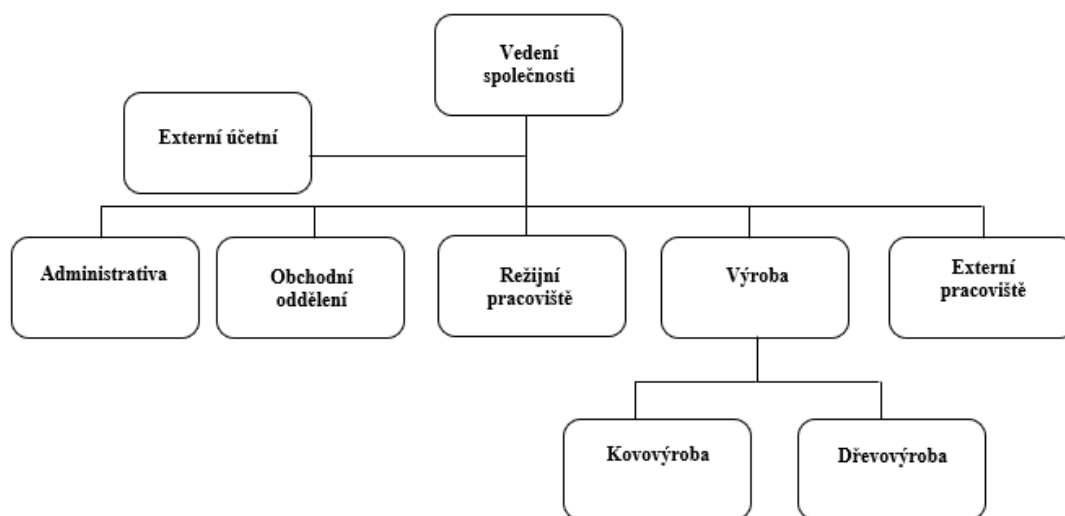 Vedení
společnosti
Externí účetní
Administrativa
Obchodní
oddělení
Režijní
pracoviště
Výroba
Externí
pracoviště
Kovovýroba
Dřevovýroba